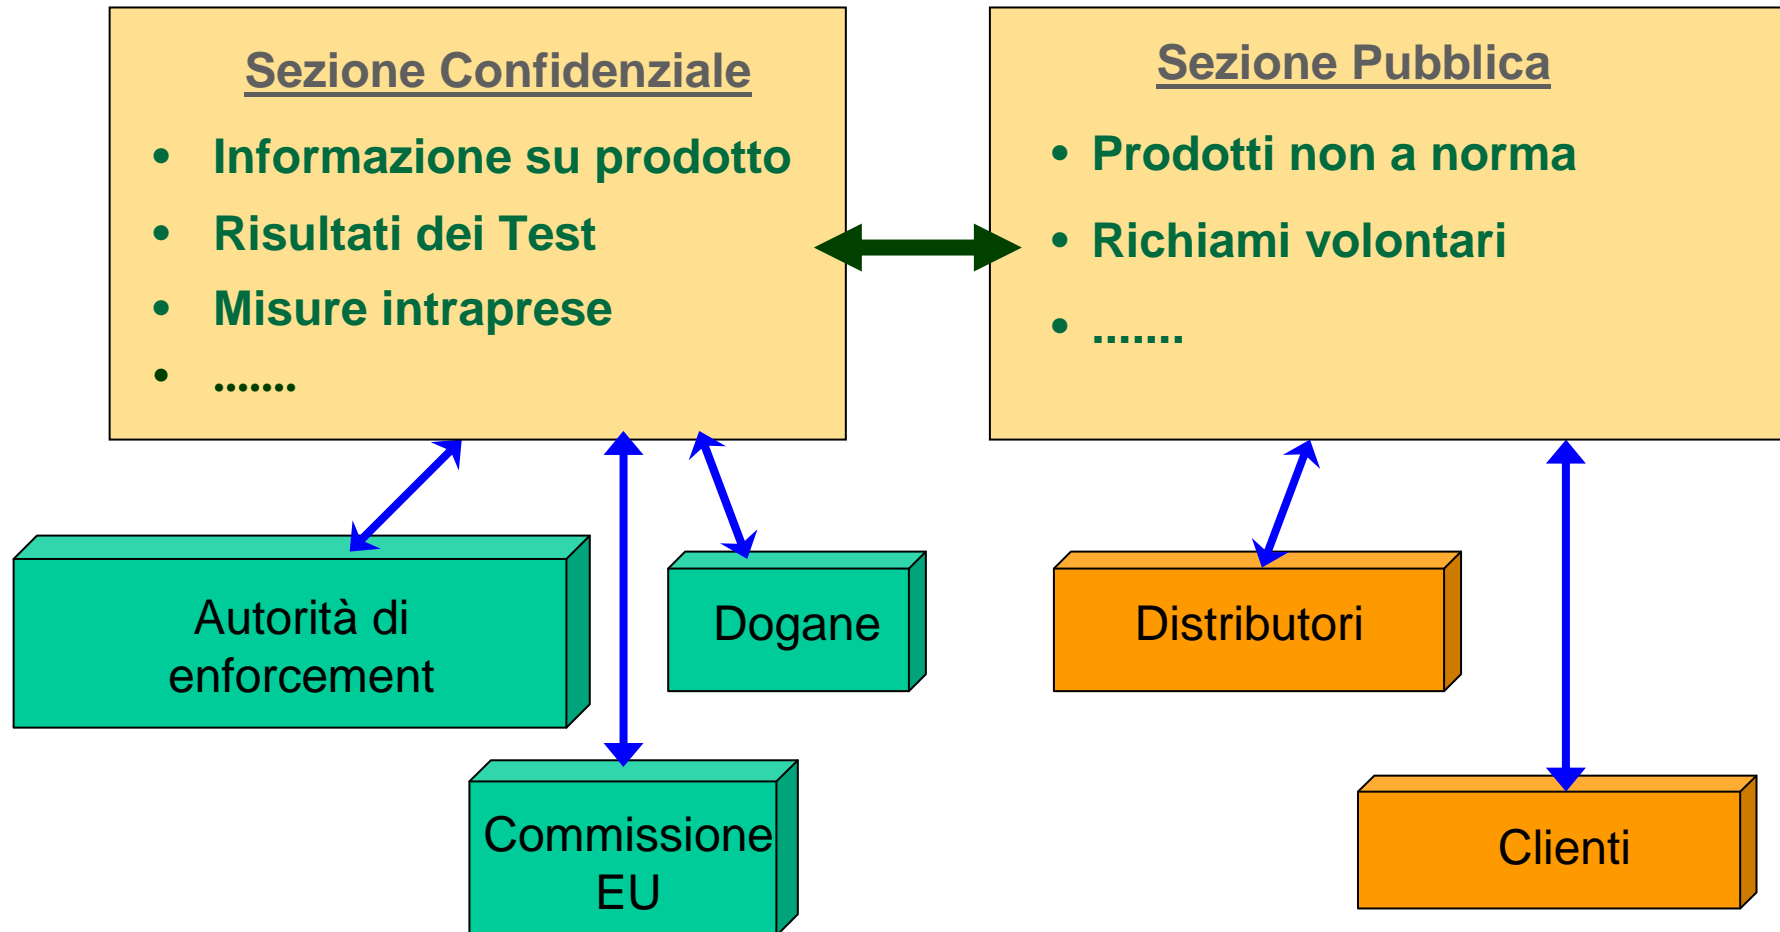 Sezione Confidenziale
• Informazione su prodotto
• Risultati dei Test
• Misure intraprese
• .......
Sezione Pubblica
• Prodotti non a norma
• Richiami volontari
• .......
Autorità di
enforcement
Dogane
Commissione
EU
Distributori
Clienti